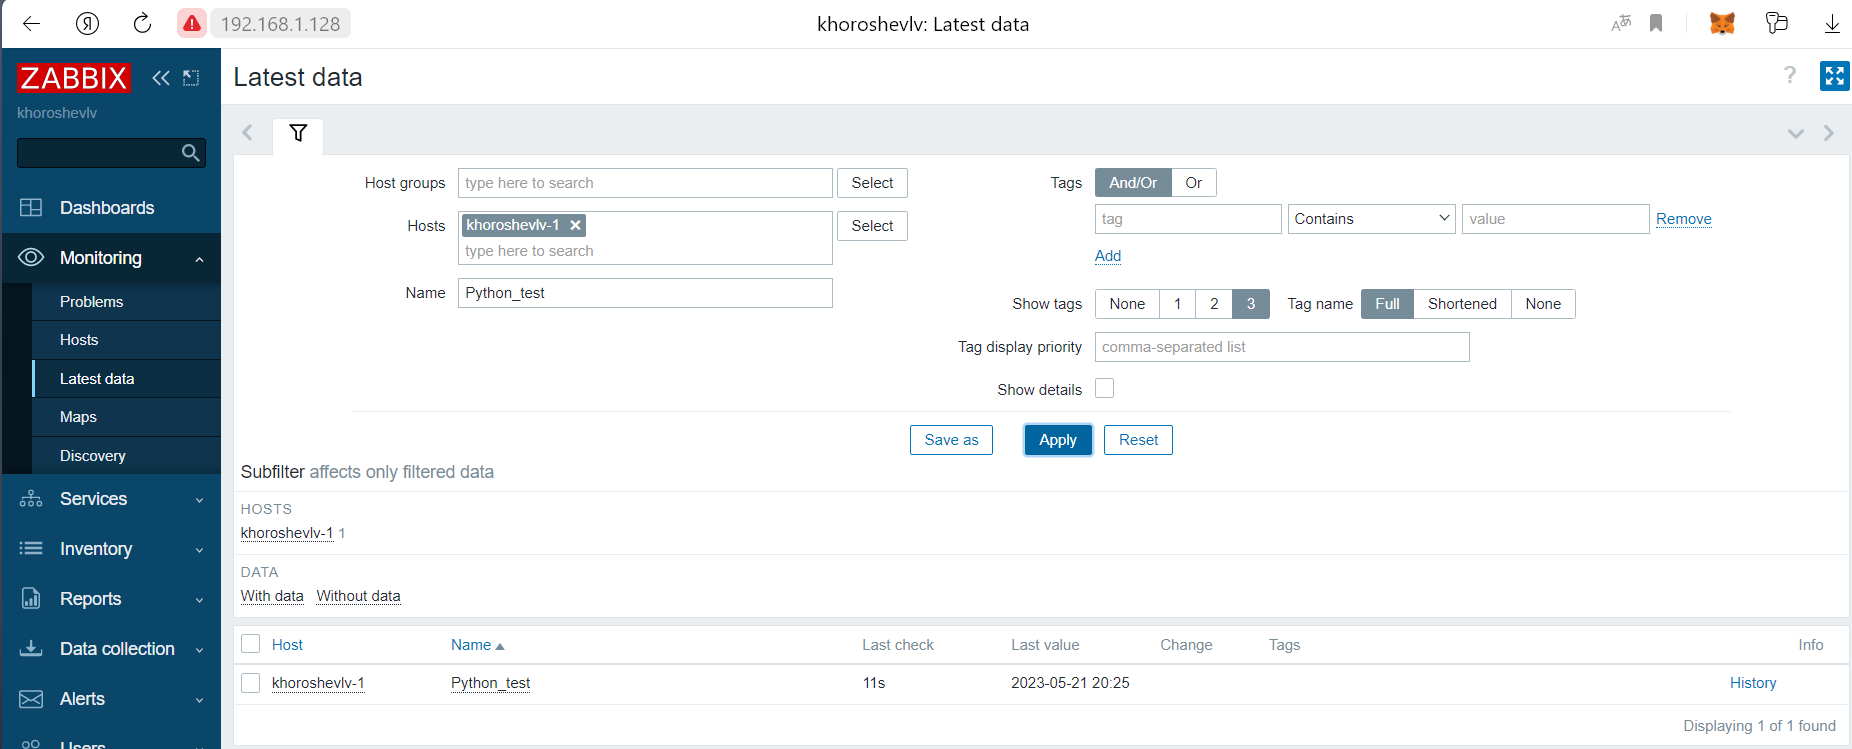 Я 192.168.1.128 khoroshevlv: Latest data
ZABBIX
khoroshevlv
Dashboards
Monitoring
Problems
Hosts
Latest data
Maps
Discovery
Services
Inventory
Reports
Data collection
Alerts
Users
Latest data ?
Host groups type here to search Select
Hosts khoroshevlv-1 Select
type here to search
Name Python_test
Tags And/Or Or
tag Contains value Remove
Add
Show tags None 1 2 3 Tag name Full Shortened None
Tag display priority comma-separated list
Show details
Save as Apply Reset
Subfilter affects only filtered data
HOSTS
khoroshevlv-1 1
DATA
With data Without data
Host Name Last check Last value Change Tags Info
khoroshevlv-1 Python_test 11s 2023-05-21 20:25 History
Displaying 1 of 1 found